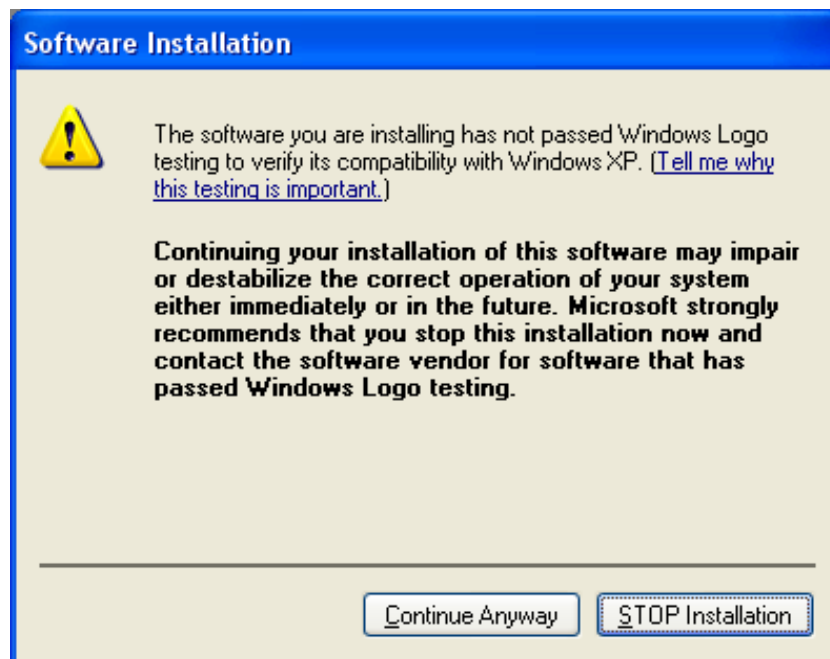 Software Installation
The software you are installing has not passed Windows Logo
testing to verify its compatibility with Windows XP. (Tell me why
this testing is important.)
Continuing your installation of this software may impair
or destabilize the correct operation of your system
either immediately or in the future. Microsoft strongly
recommends that you stop this installation now and
contact the software vendor for software that has
passed Windows Logo testing.
Continue Anyway
STOP Installation